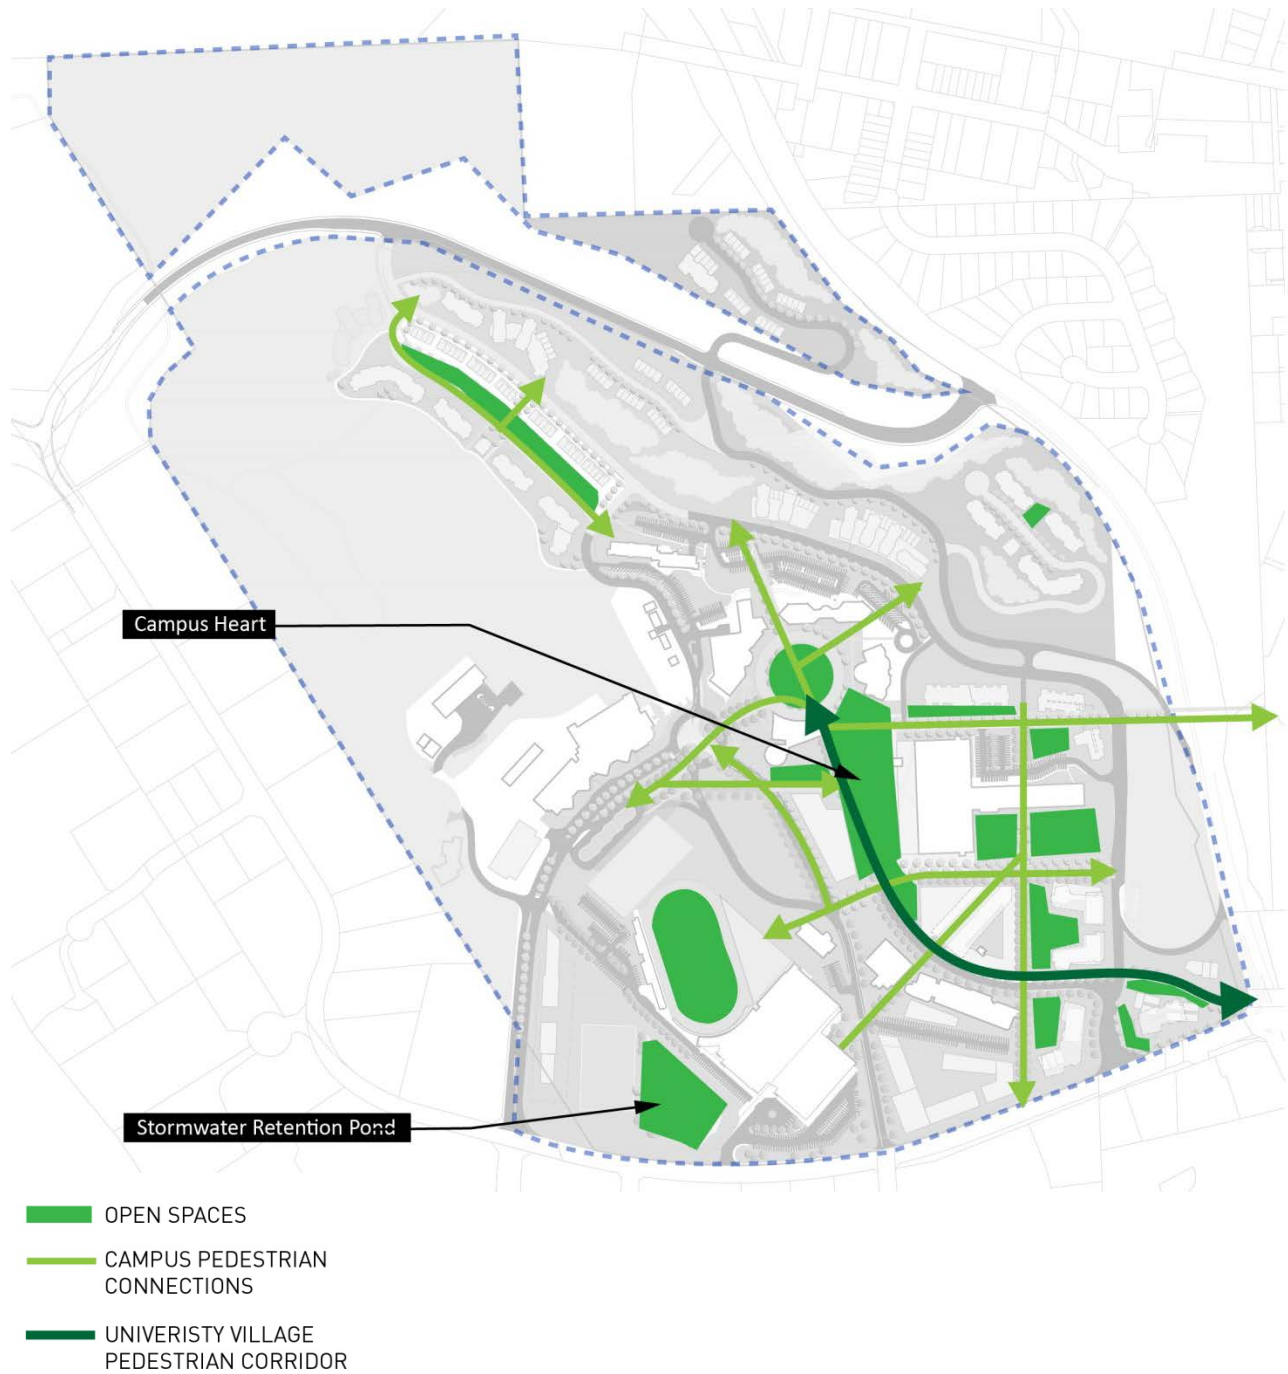 Campus Heart
Stormwater Retention Pond
OPEN SPACES
CAMPUS PEDESTRIAN
CONNECTIONS
UNIVERISTY VILLAGE
PEDESTRIAN CORRIDOR